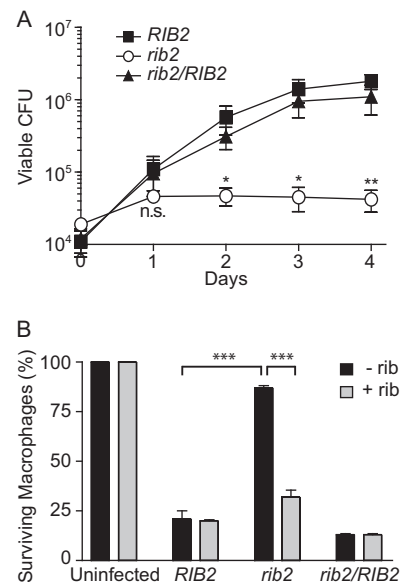 A
10⁷
10⁶
10⁵
10⁴
Viable CFU
RIB2
rib2
rib2/RIB2
n.s.
*
*
**
0 1 2 3 4
Days
B
*** ***
- rib
+ rib
100
75
50
25
0
Surviving Macrophages (%)
Uninfected RIB2 rib2 rib2/RIB2